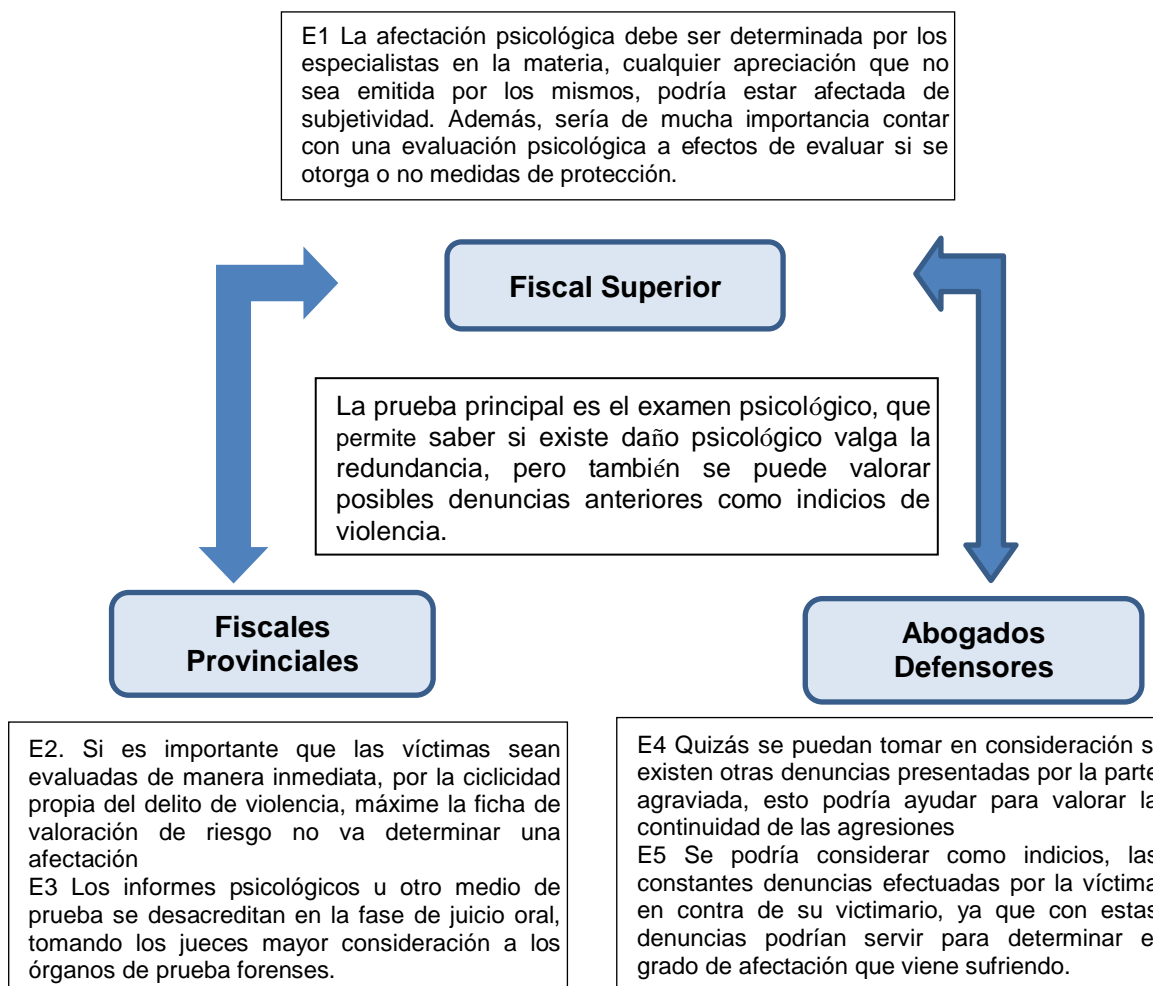 E1 La afectación psicológica debe ser determinada por los
especialistas en la materia, cualquier apreciación que no
sea emitida por los mismos, podría estar afectada de
subjetividad. Además, sería de mucha importancia contar
con una evaluación psicológica a efectos de evaluar si se
otorga o no medidas de protección.
Fiscal Superior
La prueba principal es el examen psicológico, que
permite saber si existe daño psicológico valga la
redundancia, pero también se puede valorar
posibles denuncias anteriores como indicios de
violencia.
Fiscales
Provinciales
Abogados
Defensores
E2. Si es importante que las víctimas sean
evaluadas de manera inmediata, por la ciclicidad
propia del delito de violencia, máxime la ficha de
valoración de riesgo no va determinar una
afectación
E3 Los informes psicológicos u otro medio de
prueba se desacreditan en la fase de juicio oral,
tomando los jueces mayor consideración a los
órganos de prueba forenses.
E4 Quizás se puedan tomar en consideración s
existen otras denuncias presentadas por la parte
agraviada, esto podría ayudar para valorar la
continuidad de las agresiones
E5 Se podría considerar como indicios, las
constantes denuncias efectuadas por la víctima
en contra de su victimario, ya que con estas
denuncias podrían servir para determinar e
grado de afectación que viene sufriendo.